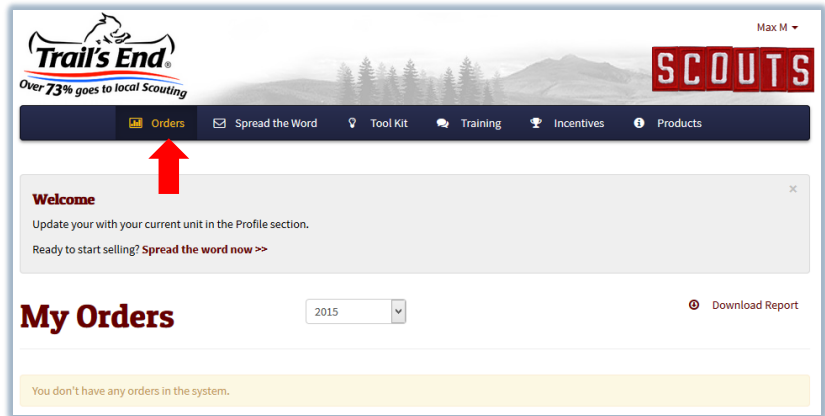 Max M
Trail's End®
Over 73% goes to local Scouting
SCOUTS
Orders Spread the Word Tool Kit Training Incentives Products
Welcome ×
Update your with your current unit in the Profile section.
Ready to start selling? Spread the word now >>
My Orders 2015 Download Report
You don't have any orders in the system.